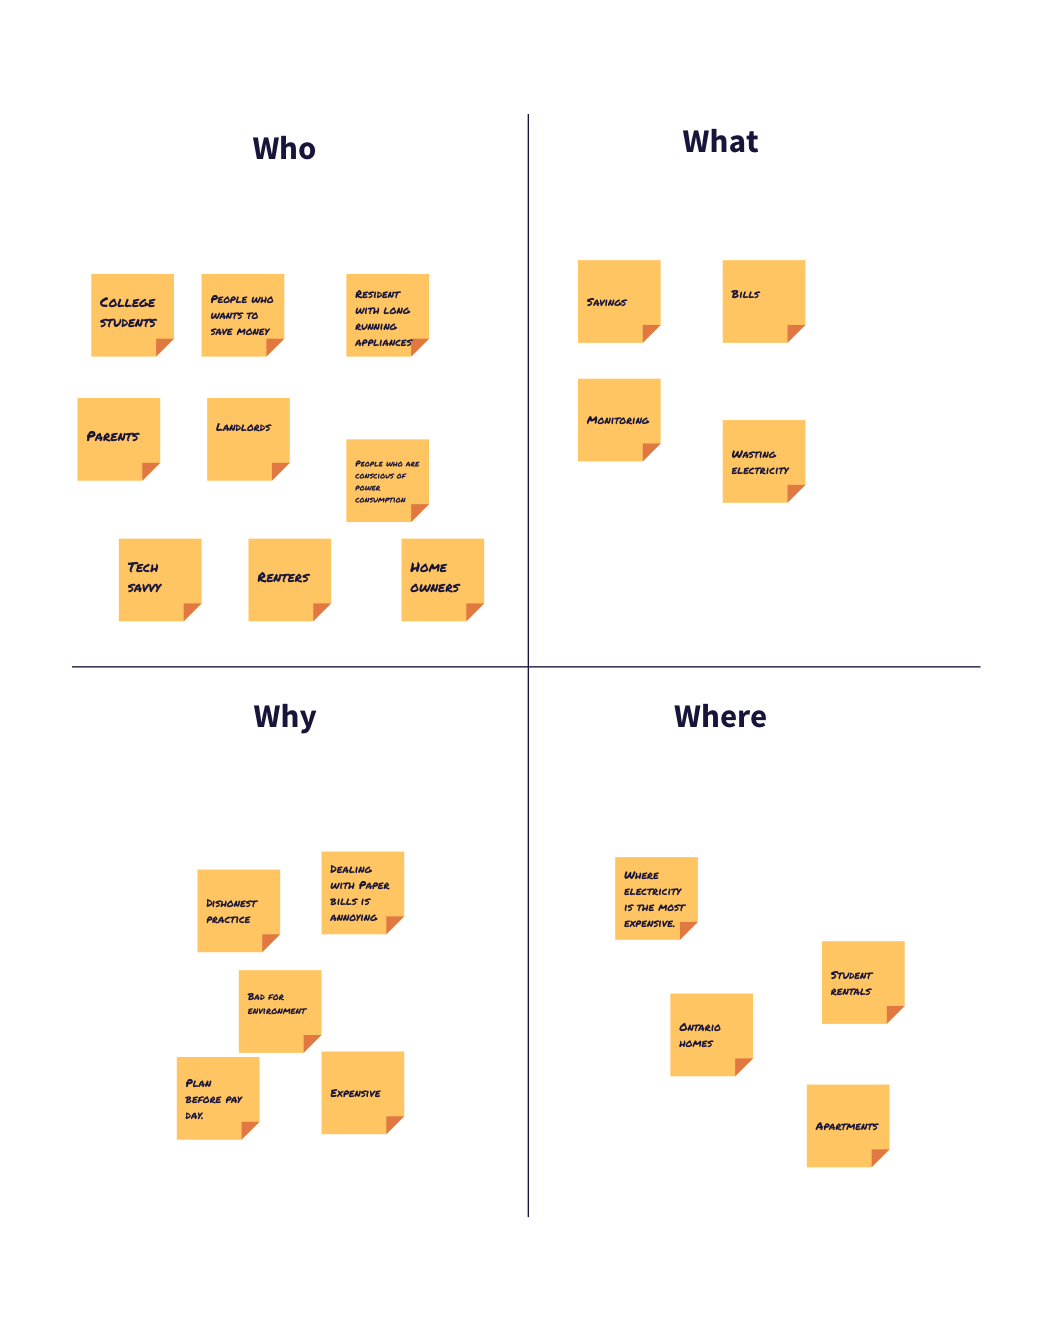 Who
College
students
People who
wants to
save money
Resident
with long
running
appliances
Parents
Landlords
People who are
conscious of
power
consumption
Tech
savvy
Renters
Home
owners
What
Savings
Bills
Monitoring
Wasting
electricity
Why
Dishonest
practice
Dealing
with Paper
bills is
annoying
Bad for
environment
Plan
before pay
day.
Expensive
Where
Where
electricity
is the most
expensive.
Student
rentals
Ontario
homes
Apartments